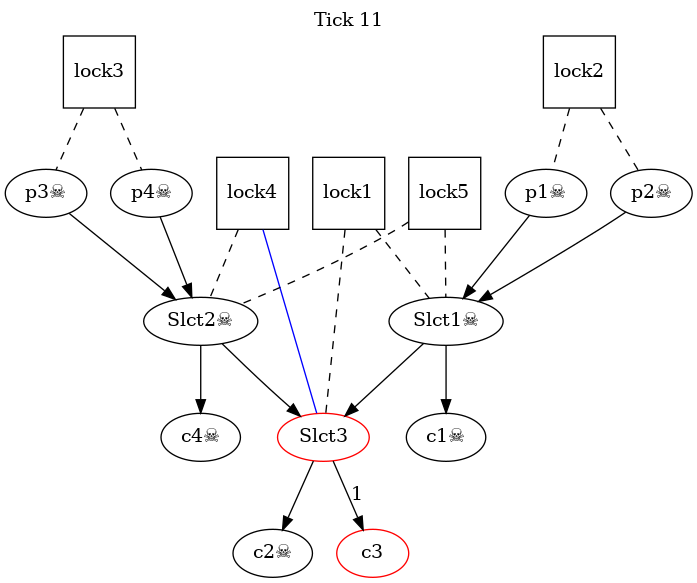 Tick 11
lock3
lock2
p3☠
p4☠
lock4
lock1
lock5
p1☠
p2☠
Slct2☠
Slct1☠
c4☠
Slct3
c1☠
1
c2☠
c3